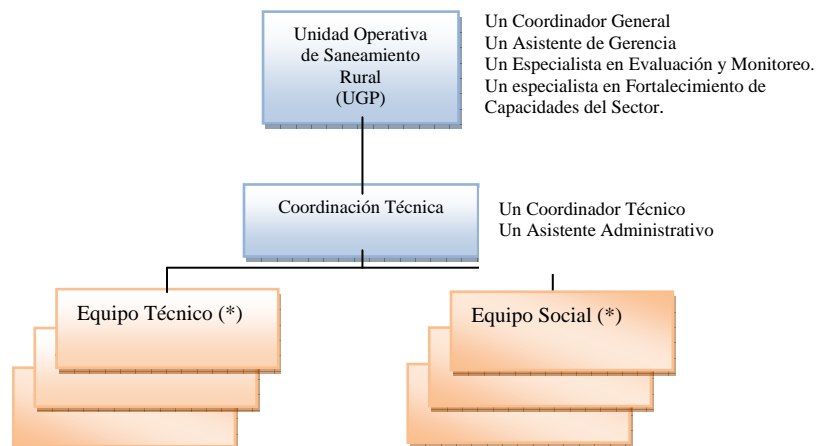 Unidad Operativa
de Saneamiento
Rural
(UGP)
Un Coordinador General
Un Asistente de Gerencia
Un Especialista en Evaluación y Monitoreo.
Un especialista en Fortalecimiento de
Capacidades del Sector.
Coordinación Técnica
Un Coordinador Técnico
Un Asistente Administrativo
Equipo Técnico (*)
Equipo Social (*)